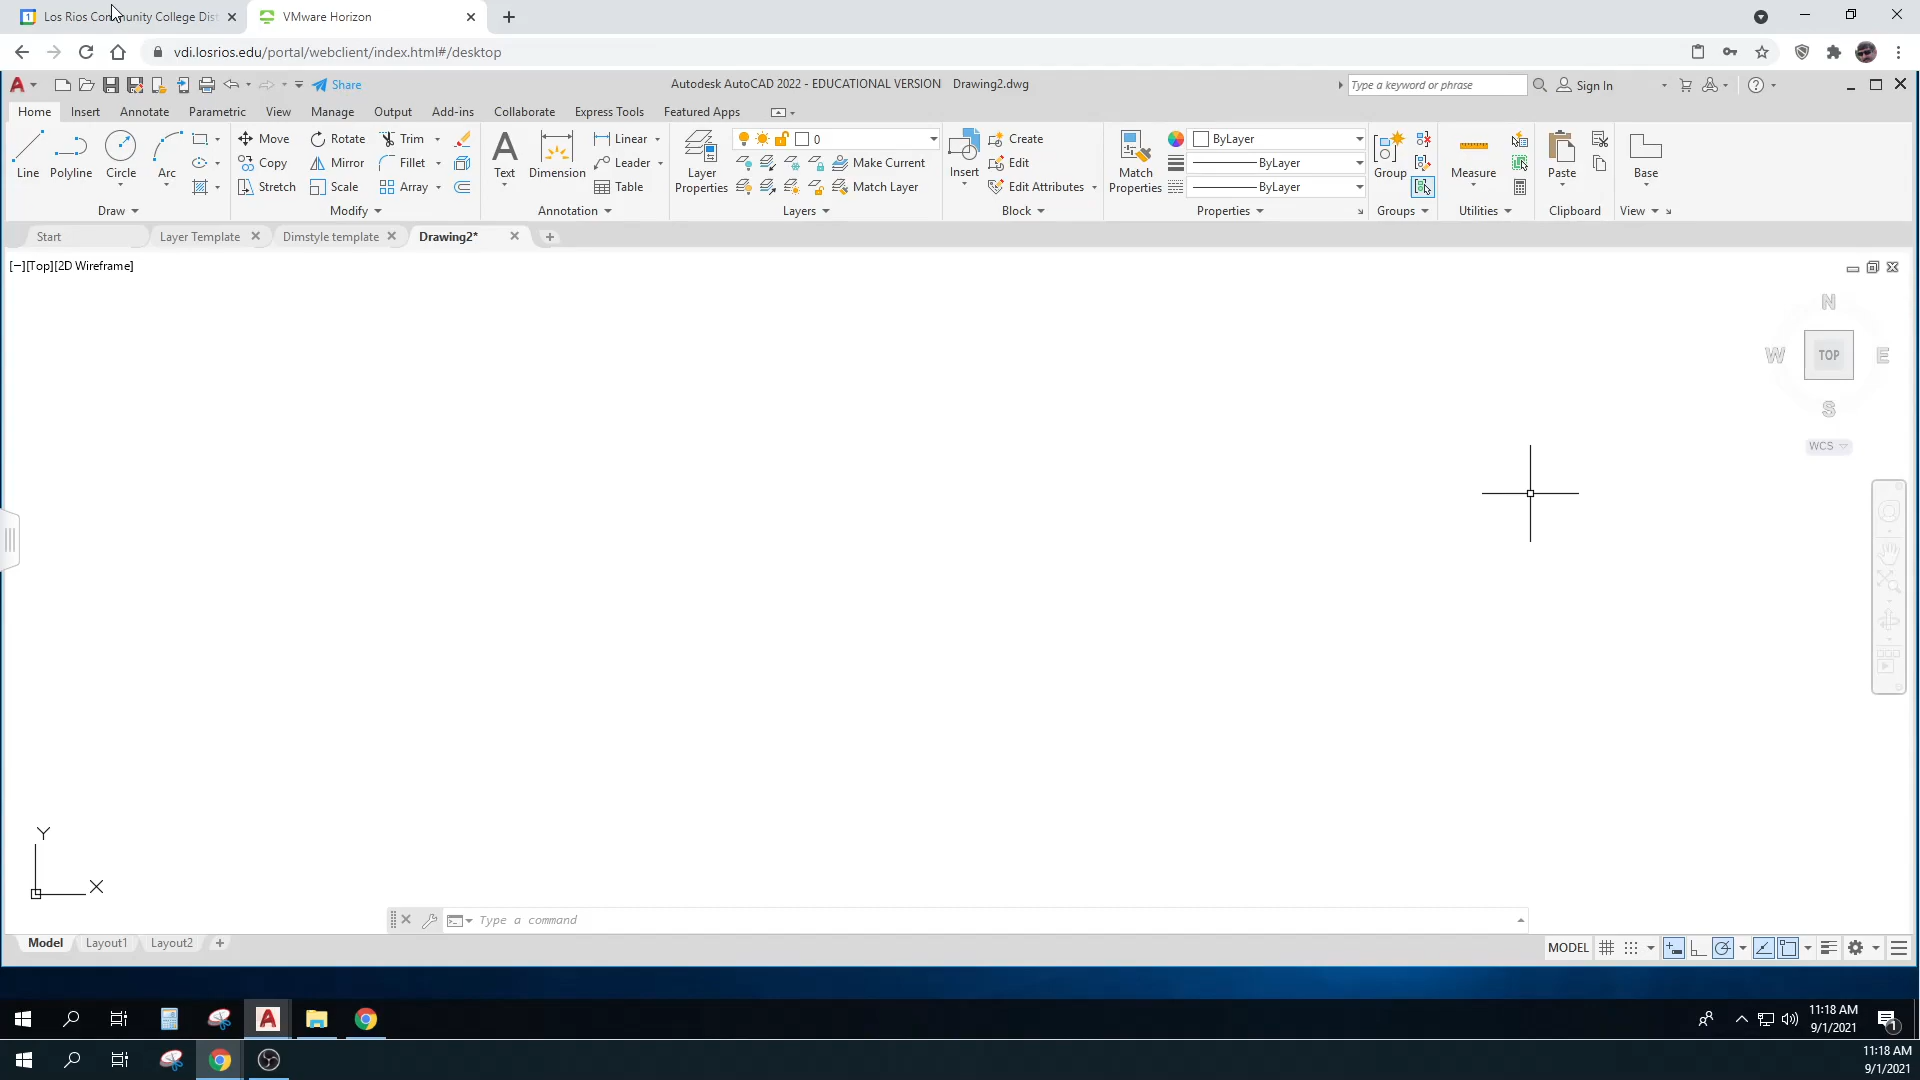 Los Rios Community College Dist
VMware Horizon
vdi.losrios.edu/portal/webclient/index.html#/desktop
Share
Autodesk AutoCAD 2022 - EDUCATIONAL VERSION Drawing2.dwg
Type a keyword or phrase
Sign In
Home Insert Annotate Parametric View Manage Output Add-ins Collaborate Express Tools Featured Apps
Line
Polyline
Circle
Arc
Draw
Move
Rotate
Trim
Copy
Mirror
Fillet
Stretch
Scale
Array
Modify
Text
Dimension
Linear
Leader
Table
Annotation
Layer
Properties
0
Make Current
Match Layer
Layers
Insert
Create
Edit
Edit Attributes
Block
Match
Properties
ByLayer
ByLayer
ByLayer
Properties
Group
Groups
Measure
Utilities
Paste
Clipboard
Base
View
Start
Layer Template
Dimstyle template
Drawing2*
[−][Top][2D Wireframe]
N
W
TOP
E
S
WCS
Y
X
Type a command
Model
Layout1
Layout2
MODEL
11:18 AM
9/1/2021
1
11:18 AM
9/1/2021